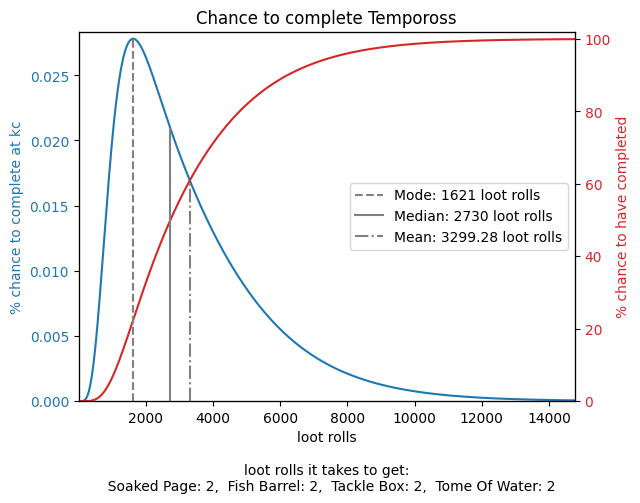 Chance to complete Tempoross
% chance to complete at kc
0.025
0.020
0.015
0.010
0.005
0.000
100
80
60
40
20
0
% chance to have completed
Mode: 1621 loot rolls
Median: 2730 loot rolls
Mean: 3299.28 loot rolls
2000 4000 6000 8000 10000 12000 14000
loot rolls
loot rolls it takes to get:
Soaked Page: 2,  Fish Barrel: 2,  Tackle Box: 2,  Tome Of Water: 2